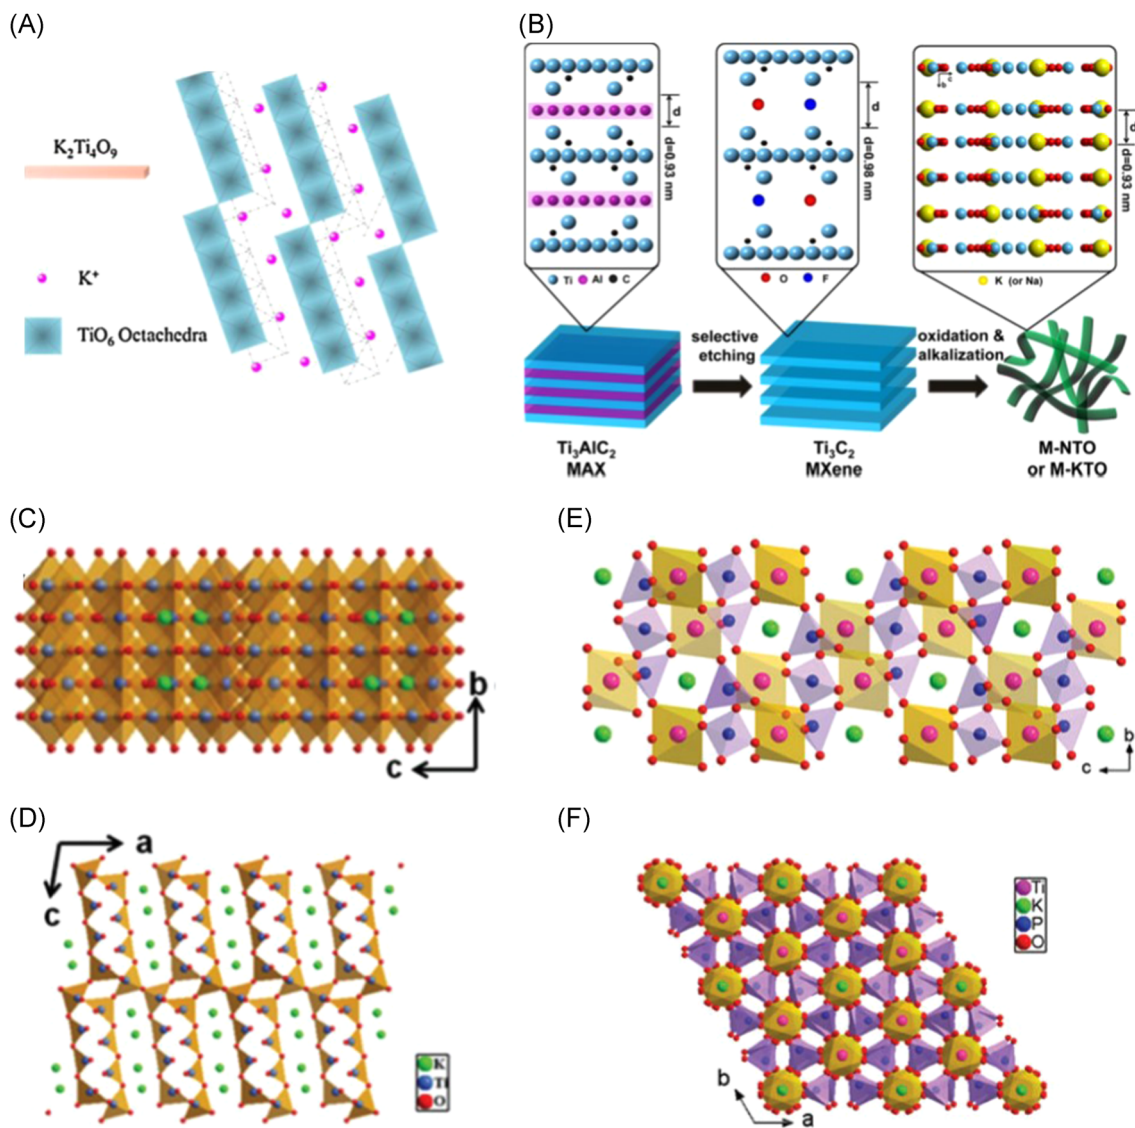 (A)
K₂Ti₄O₉
K⁺
TiO₆ Octachedra
(B)
d
d=0.93 nm
d
d=0.98 nm
c
b
d
d=0.93 nm
Ti Al C
O F
K (or Na)
selective
etching
oxidation &
alkalization
Ti₃AlC₂
MAX
Ti₃C₂
MXene
M-NTO
or M-KTO
(C)
b
c
(E)
b
c
(D)
a
c
K
Ti
O
(F)
Ti
K
P
O
b
a